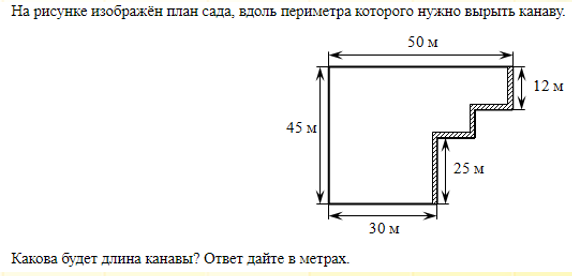 На рисунке изображён план сада, вдоль периметра которого нужно вырыть канаву.
50 м
12 м
45 м
25 м
30 м
Какова будет длина канавы? Ответ дайте в метрах.